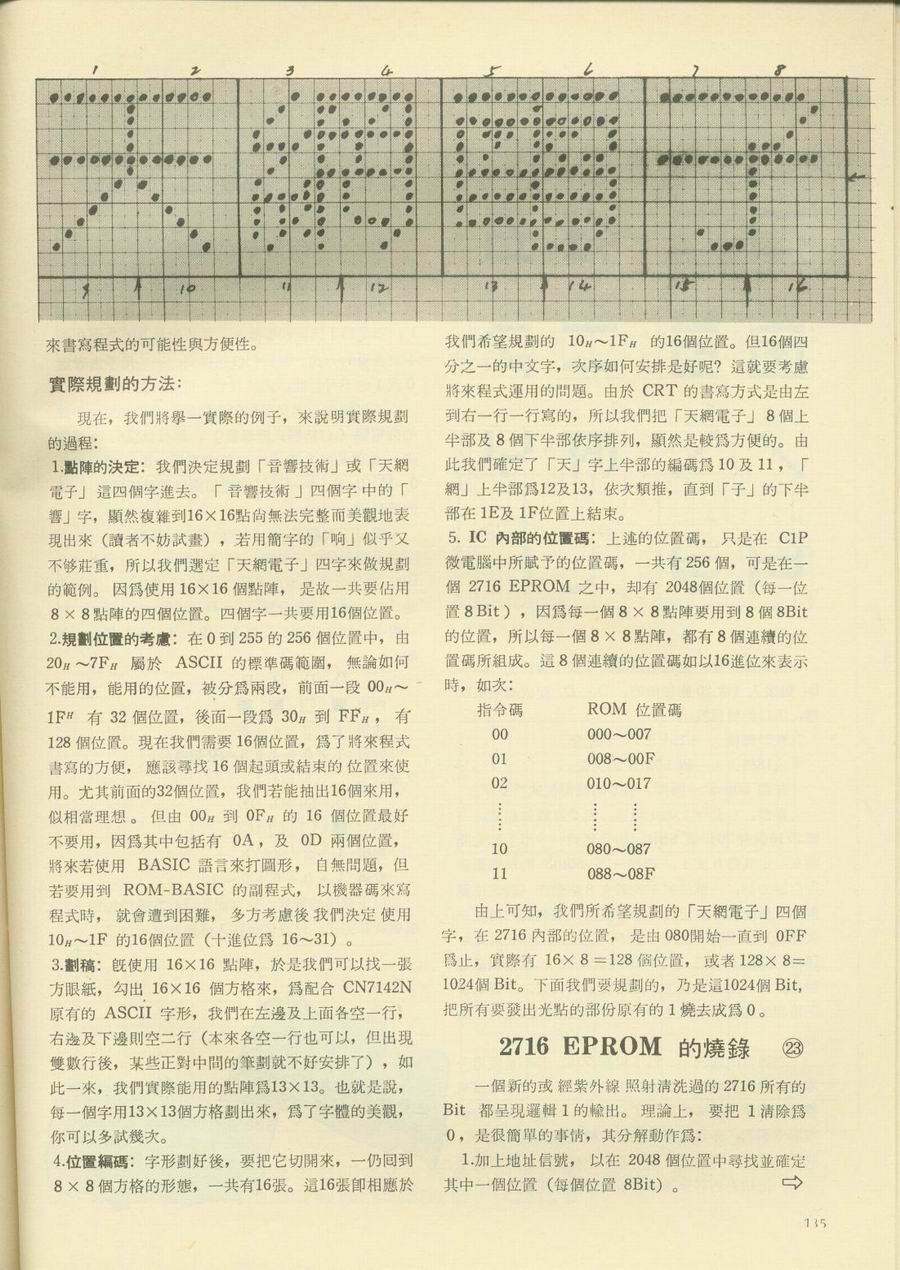 1 2 3 4 5 6 7 8
天網電子
9 10 11 12 13 14 15 16
來書寫程式的可能性與方便性。
實際規劃的方法：
現在，我們將舉一實際的例子，來說明實際規劃
的過程：
1.點陣的決定：我們決定規劃「音響技術」或「天網
電子」這四個字進去。「音響技術」四個字中的「
響」字，顯然複雜到16×16點尙無法完整而美觀地表
現出來（讀者不妨試畫），若用簡字的「响」似乎又
不够莊重，所以我們選定「天網電子」四字來做規劃
的範例。因爲使用16×16個點陣，是故一共要佔用
8×8點陣的四個位置。四個字一共要用16個位置。
2.規劃位置的考慮：在0到255的256個位置中，由
20H～7FH 屬於 ASCII 的標準碼範圍，無論如何
不能用，能用的位置，被分爲兩段，前面一段 00H～
1FH 有 32 個位置，後面一段爲 30H 到 FFH，有
128 個位置。現在我們需要 16個位置，爲了將來程式
書寫的方便，應該尋找 16 個起頭或結束的位置來使
用。尤其前面的32個位置，我們若能抽出16個來用，
似相當理想。但由 00H 到 0FH 的 16 個位置最好
不要用，因爲其中包括有 0A，及 0D 兩個位置，
將來若使用 BASIC 語言來打圖形，自無問題，但
若要用到 ROM-BASIC 的副程式，以機器碼來寫
程式時，就會遭到困難，多方考慮後我們決定使用
10H～1F 的16個位置（十進位爲 16～31）。
3.劃稿：旣使用 16×16 點陣，於是我們可以找一張
方眼紙，勾出 16×16 個方格來，爲配合 CN7142N
原有的 ASCII 字形，我們在左邊及上面各空一行，
右邊及下邊則空二行（本來各空一行也可以，但出現
雙數行後，某些正對中間的筆劃就不好安排了），如
此一來，我們實際能用的點陣爲13×13。也就是說，
每一個字用13×13個方格劃出來，爲了字體的美觀，
你可以多試幾次。
4.位置編碼：字形劃好後，要把它切開來，一仍回到
8×8個方格的形態，一共有16張。這16張卽相應於
我們希望規劃的 10H～1FH 的16個位置。但16個四
分之一的中文字，次序如何安排是好呢？這就要考慮
將來程式運用的問題。由於 CRT 的書寫方式是由左
到右一行一行寫的，所以我們把「天網電子」8個上
半部及8個下半部依序排列，顯然是較爲方便的。由
此我們確定了「天」字上半部的編碼爲 10 及 11，「
網」上半部爲12及13，依次類推，直到「子」的下半
部在 1E及 1F位置上結束。
5. IC 內部的位置碼：上述的位置碼，只是在 C1P
微電腦中所賦予的位置碼，一共有 256 個，可是在一
個 2716 EPROM 之中，却有 2048個位置（每一位
置8Bit），因爲每一個8×8點陣要用到8個8Bit
的位置，所以每一個8×8點陣，都有8個連續的位
置碼所組成。這8個連續的位置碼如以16進位來表示
時，如次：
指令碼 ROM 位置碼
00 000～007
01 008～00F
02 010～017
⋮ ⋮ ⋮
10 080～087
11 088～08F
由上可知，我們所希望規劃的「天網電子」四個
字，在 2716 內部的位置，是由 080開始一直到 0FF
爲止，實際有 16×8＝128 個位置，或者128×8＝
1024個 Bit。下面我們要規劃的，乃是這1024個 Bit，
把所有要發出光點的部份原有的1燒去成爲0。
2716 EPROM 的燒錄 ㉓
一個新的或經紫外線照射清洗過的 2716 所有的
Bit 都呈現邏輯1的輸出。理論上，要把 1清除爲
0，是很簡單的事情，其分解動作爲：
1.加上地址信號，以在 2048 個位置中尋找並確定
其中一個位置（每個位置 8Bit）。 ⇨
135